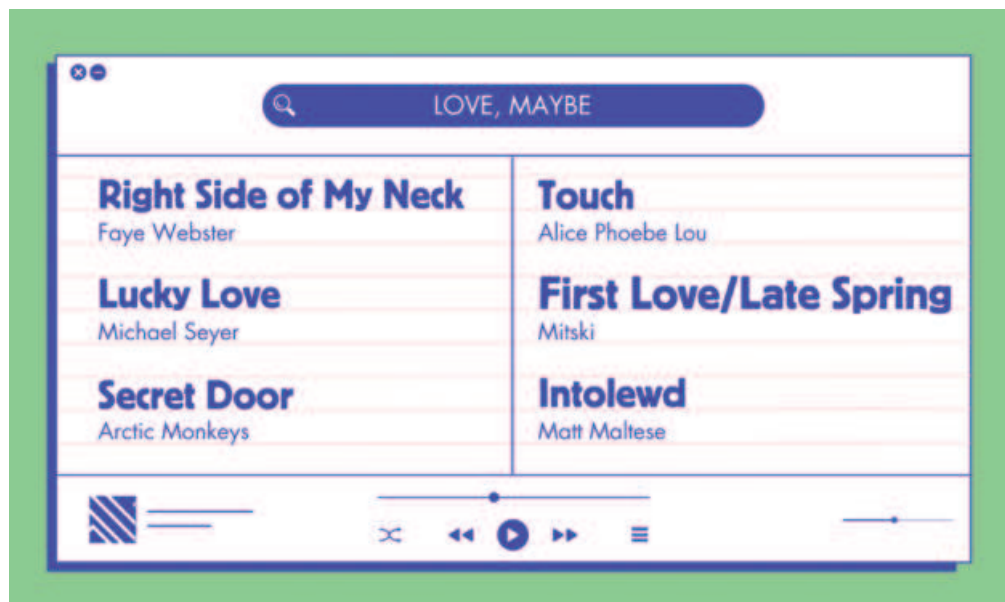 LOVE, MAYBE
Right Side of My Neck
Faye Webster
Lucky Love
Michael Seyer
Secret Door
Arctic Monkeys
Touch
Alice Phoebe Lou
First Love/Late Spring
Mitski
Intolewd
Matt Maltese